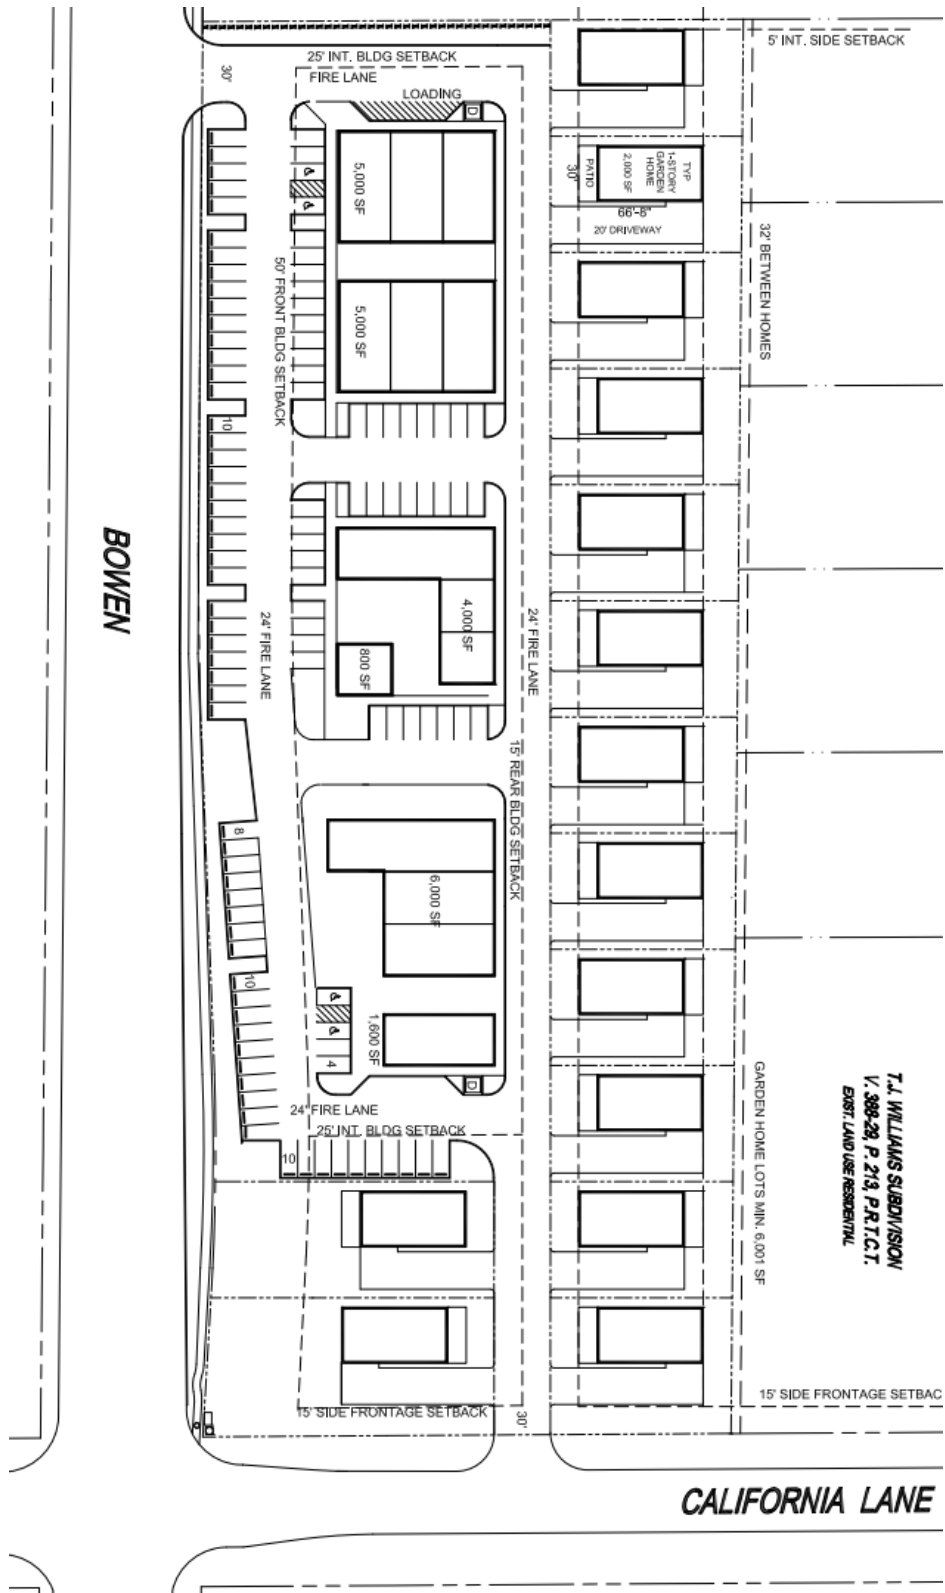 5' INT. SIDE SETBACK
25' INT. BLDG SETBACK
30'
FIRE LANE
LOADING
D
5,000 SF
TYP
1-STORY
GARDEN
HOME
2,000 SF
PATIO
30'
66'-8"
20' DRIVEWAY
32' BETWEEN HOMES
50' FRONT BLDG SETBACK
5,000 SF
10
BOWEN
4,000 SF
800 SF
24' FIRE LANE
24' FIRE LANE
15' REAR BLDG SETBACK
8
6,000 SF
10
1,600 SF
4
D
24' FIRE LANE
25' INT. BLDG SETBACK
10
GARDEN HOME LOTS MIN. 6,001 SF
T.J. WILLIAMS SUBDIVISION
V. 388-29, P. 213, P.R.T.C.T.
EXIST. LAND USE RESIDENTIAL
15' SIDE FRONTAGE SETBACK
30'
15' SIDE FRONTAGE SETBAC
CALIFORNIA LANE